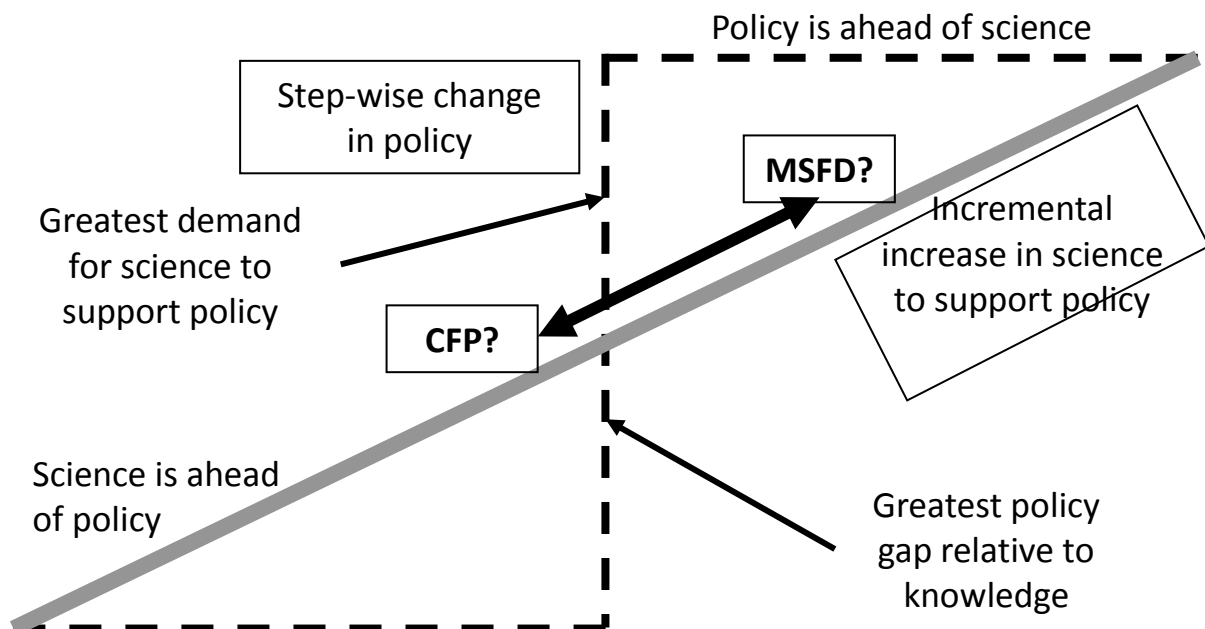 Policy is ahead of science
Step-wise change
in policy
MSFD?
Greatest demand
for science to
support policy
Incremental
increase in science
to support policy
CFP?
Science is ahead
of policy
Greatest policy
gap relative to
knowledge